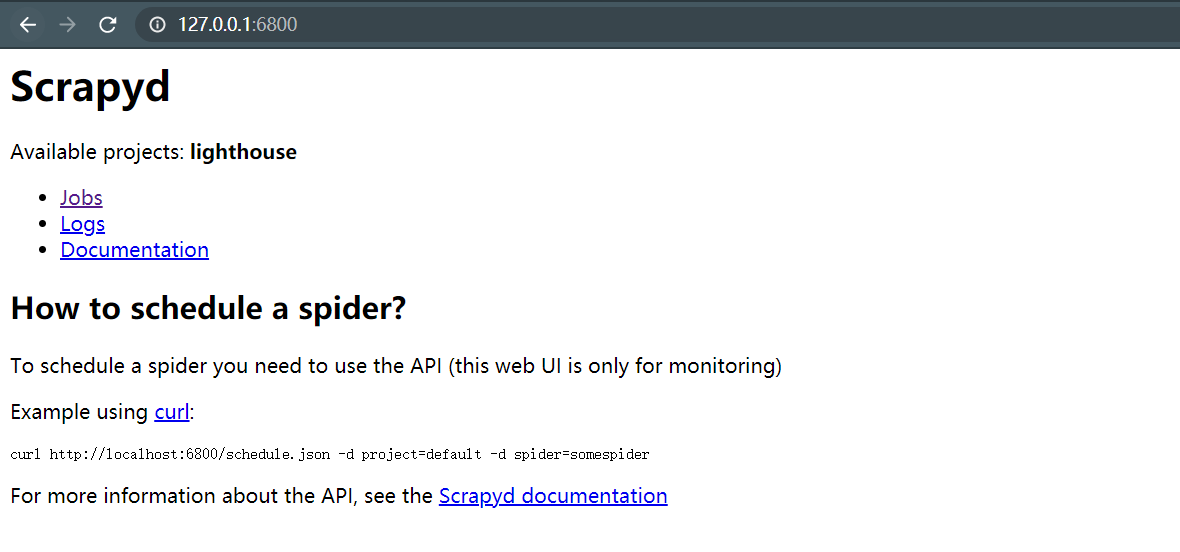 127.0.0.1:6800
Scrapyd
Available projects: lighthouse
Jobs
Logs
Documentation
How to schedule a spider?
To schedule a spider you need to use the API (this web UI is only for monitoring)
Example using curl:
curl http://localhost:6800/schedule.json -d project=default -d spider=somespider
For more information about the API, see the Scrapyd documentation